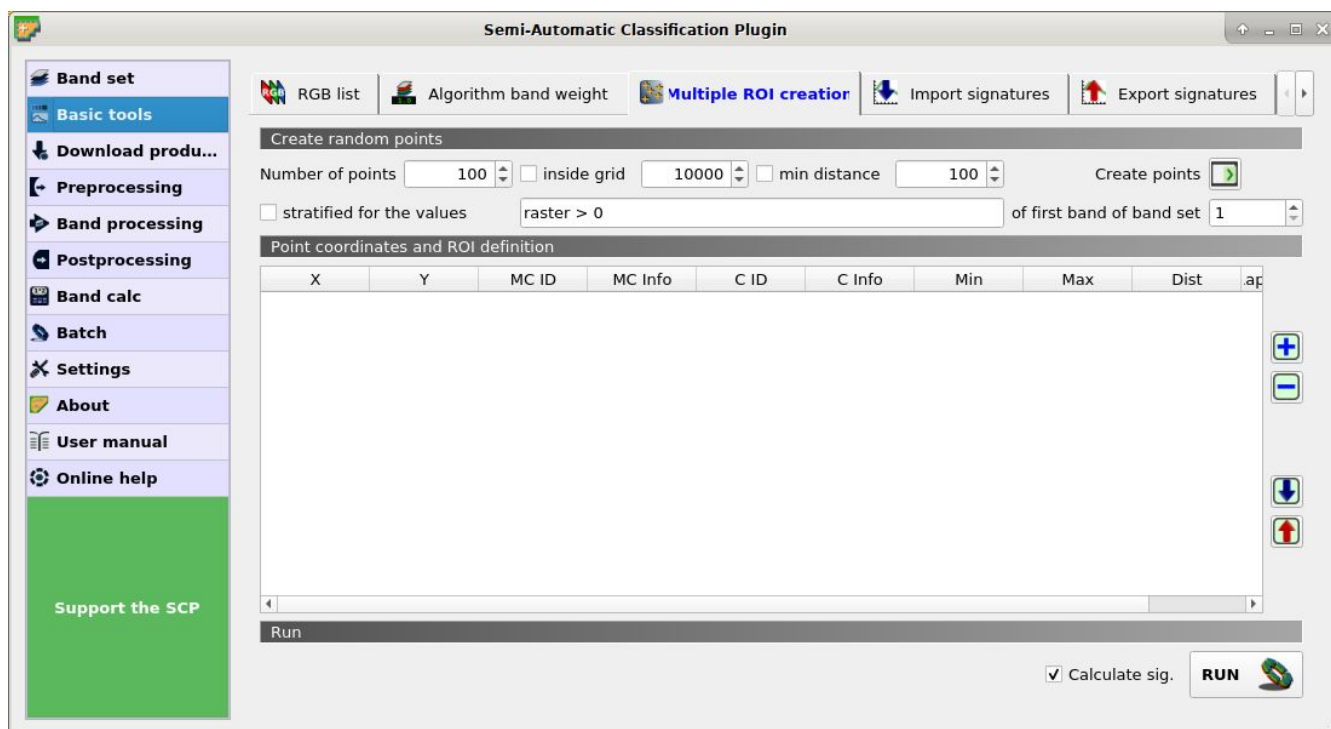 Semi-Automatic Classification Plugin
Band set
Basic tools
Download produ...
Preprocessing
Band processing
Postprocessing
Band calc
Batch
Settings
About
User manual
Online help
Support the SCP
RGB list Algorithm band weight Multiple ROI creation Import signatures Export signatures
Create random points
Number of points 100 inside grid 10000 min distance 100 Create points
stratified for the values raster > 0 of first band of band set 1
Point coordinates and ROI definition
X Y MC ID MC Info C ID C Info Min Max Dist .ap
Run
Calculate sig. RUN